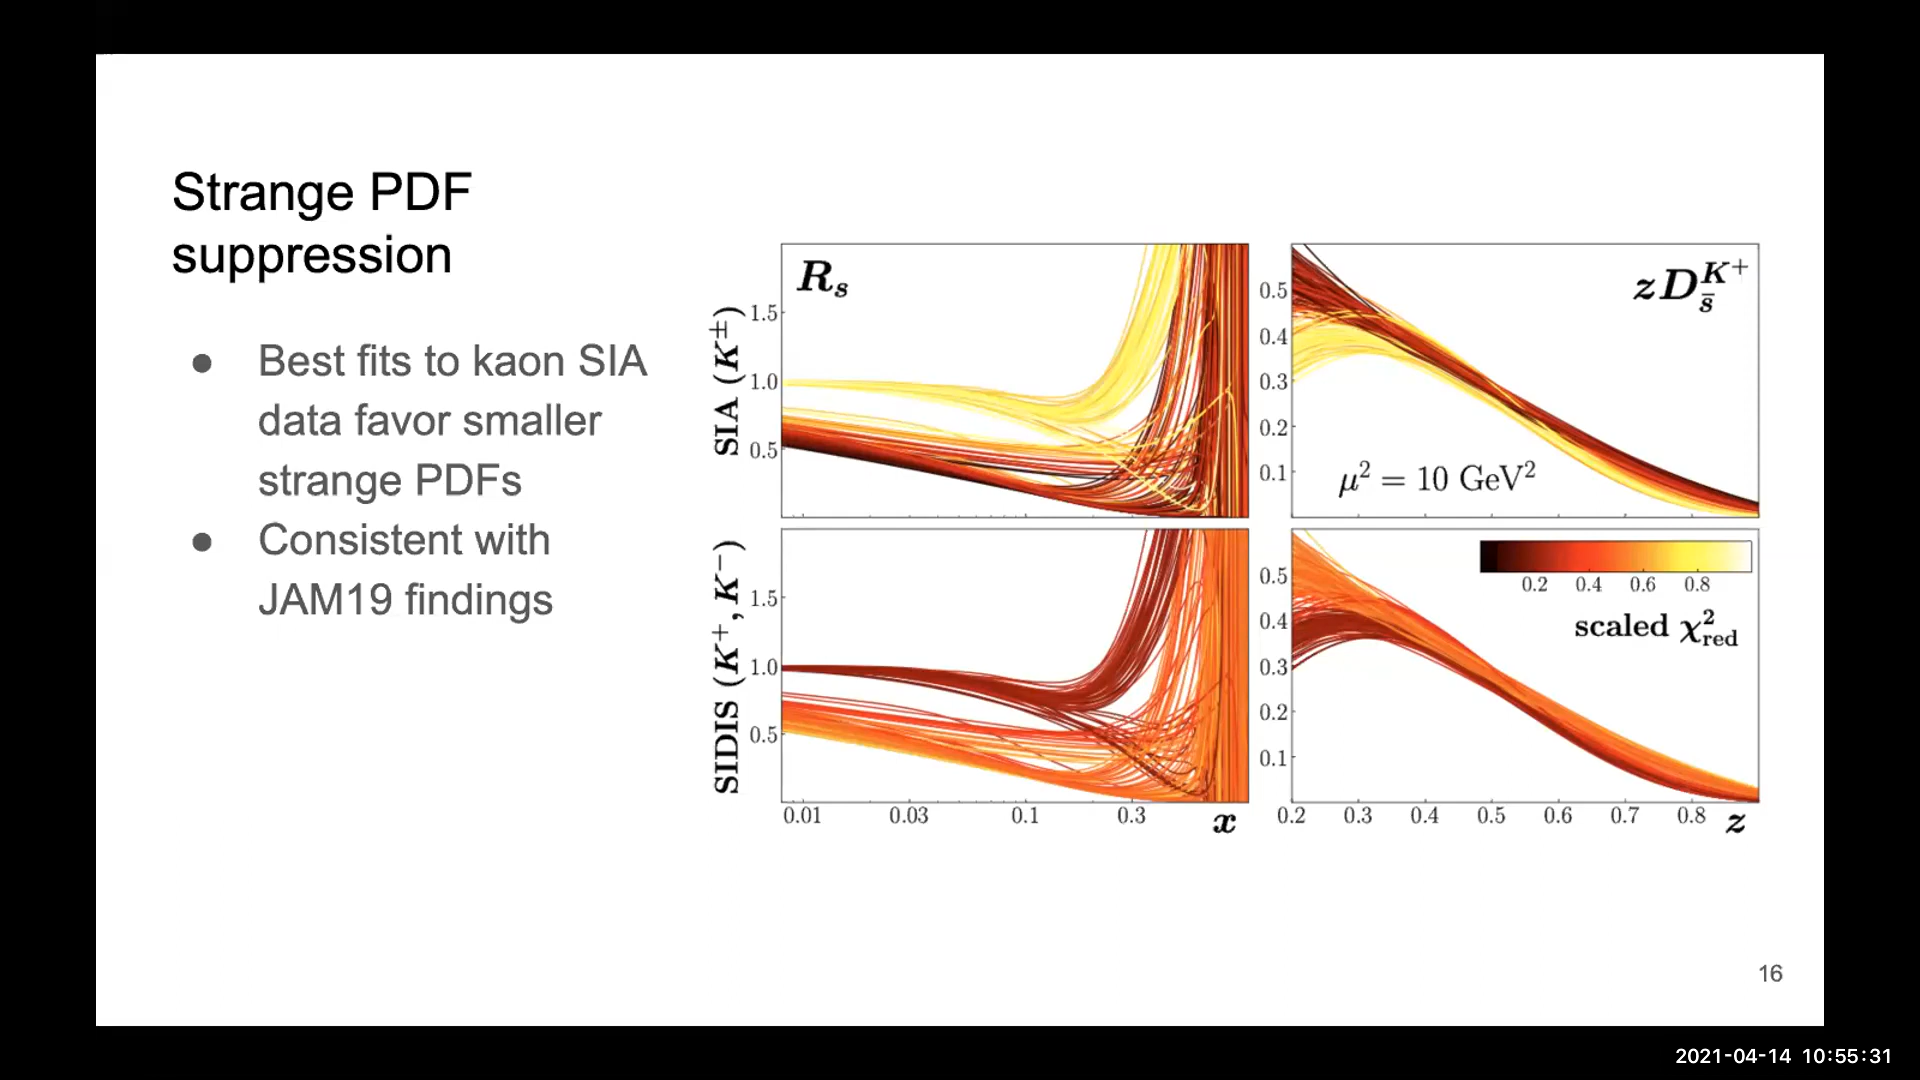 Strange PDF
suppression
● Best fits to kaon SIA
data favor smaller
strange PDFs
● Consistent with
JAM19 findings
R_s
SIA (K^±)
1.5
1.0
0.5
zD_{s̄}^{K^+}
0.5
0.4
0.3
0.2
0.1
μ² = 10 GeV²
SIDIS (K^+, K^-)
1.5
1.0
0.5
0.01 0.03 0.1 0.3 x
0.5
0.4
0.3
0.2
0.1
0.2 0.4 0.6 0.8
scaled χ²_red
0.2 0.3 0.4 0.5 0.6 0.7 0.8 z
16
2021-04-14 10:55:31